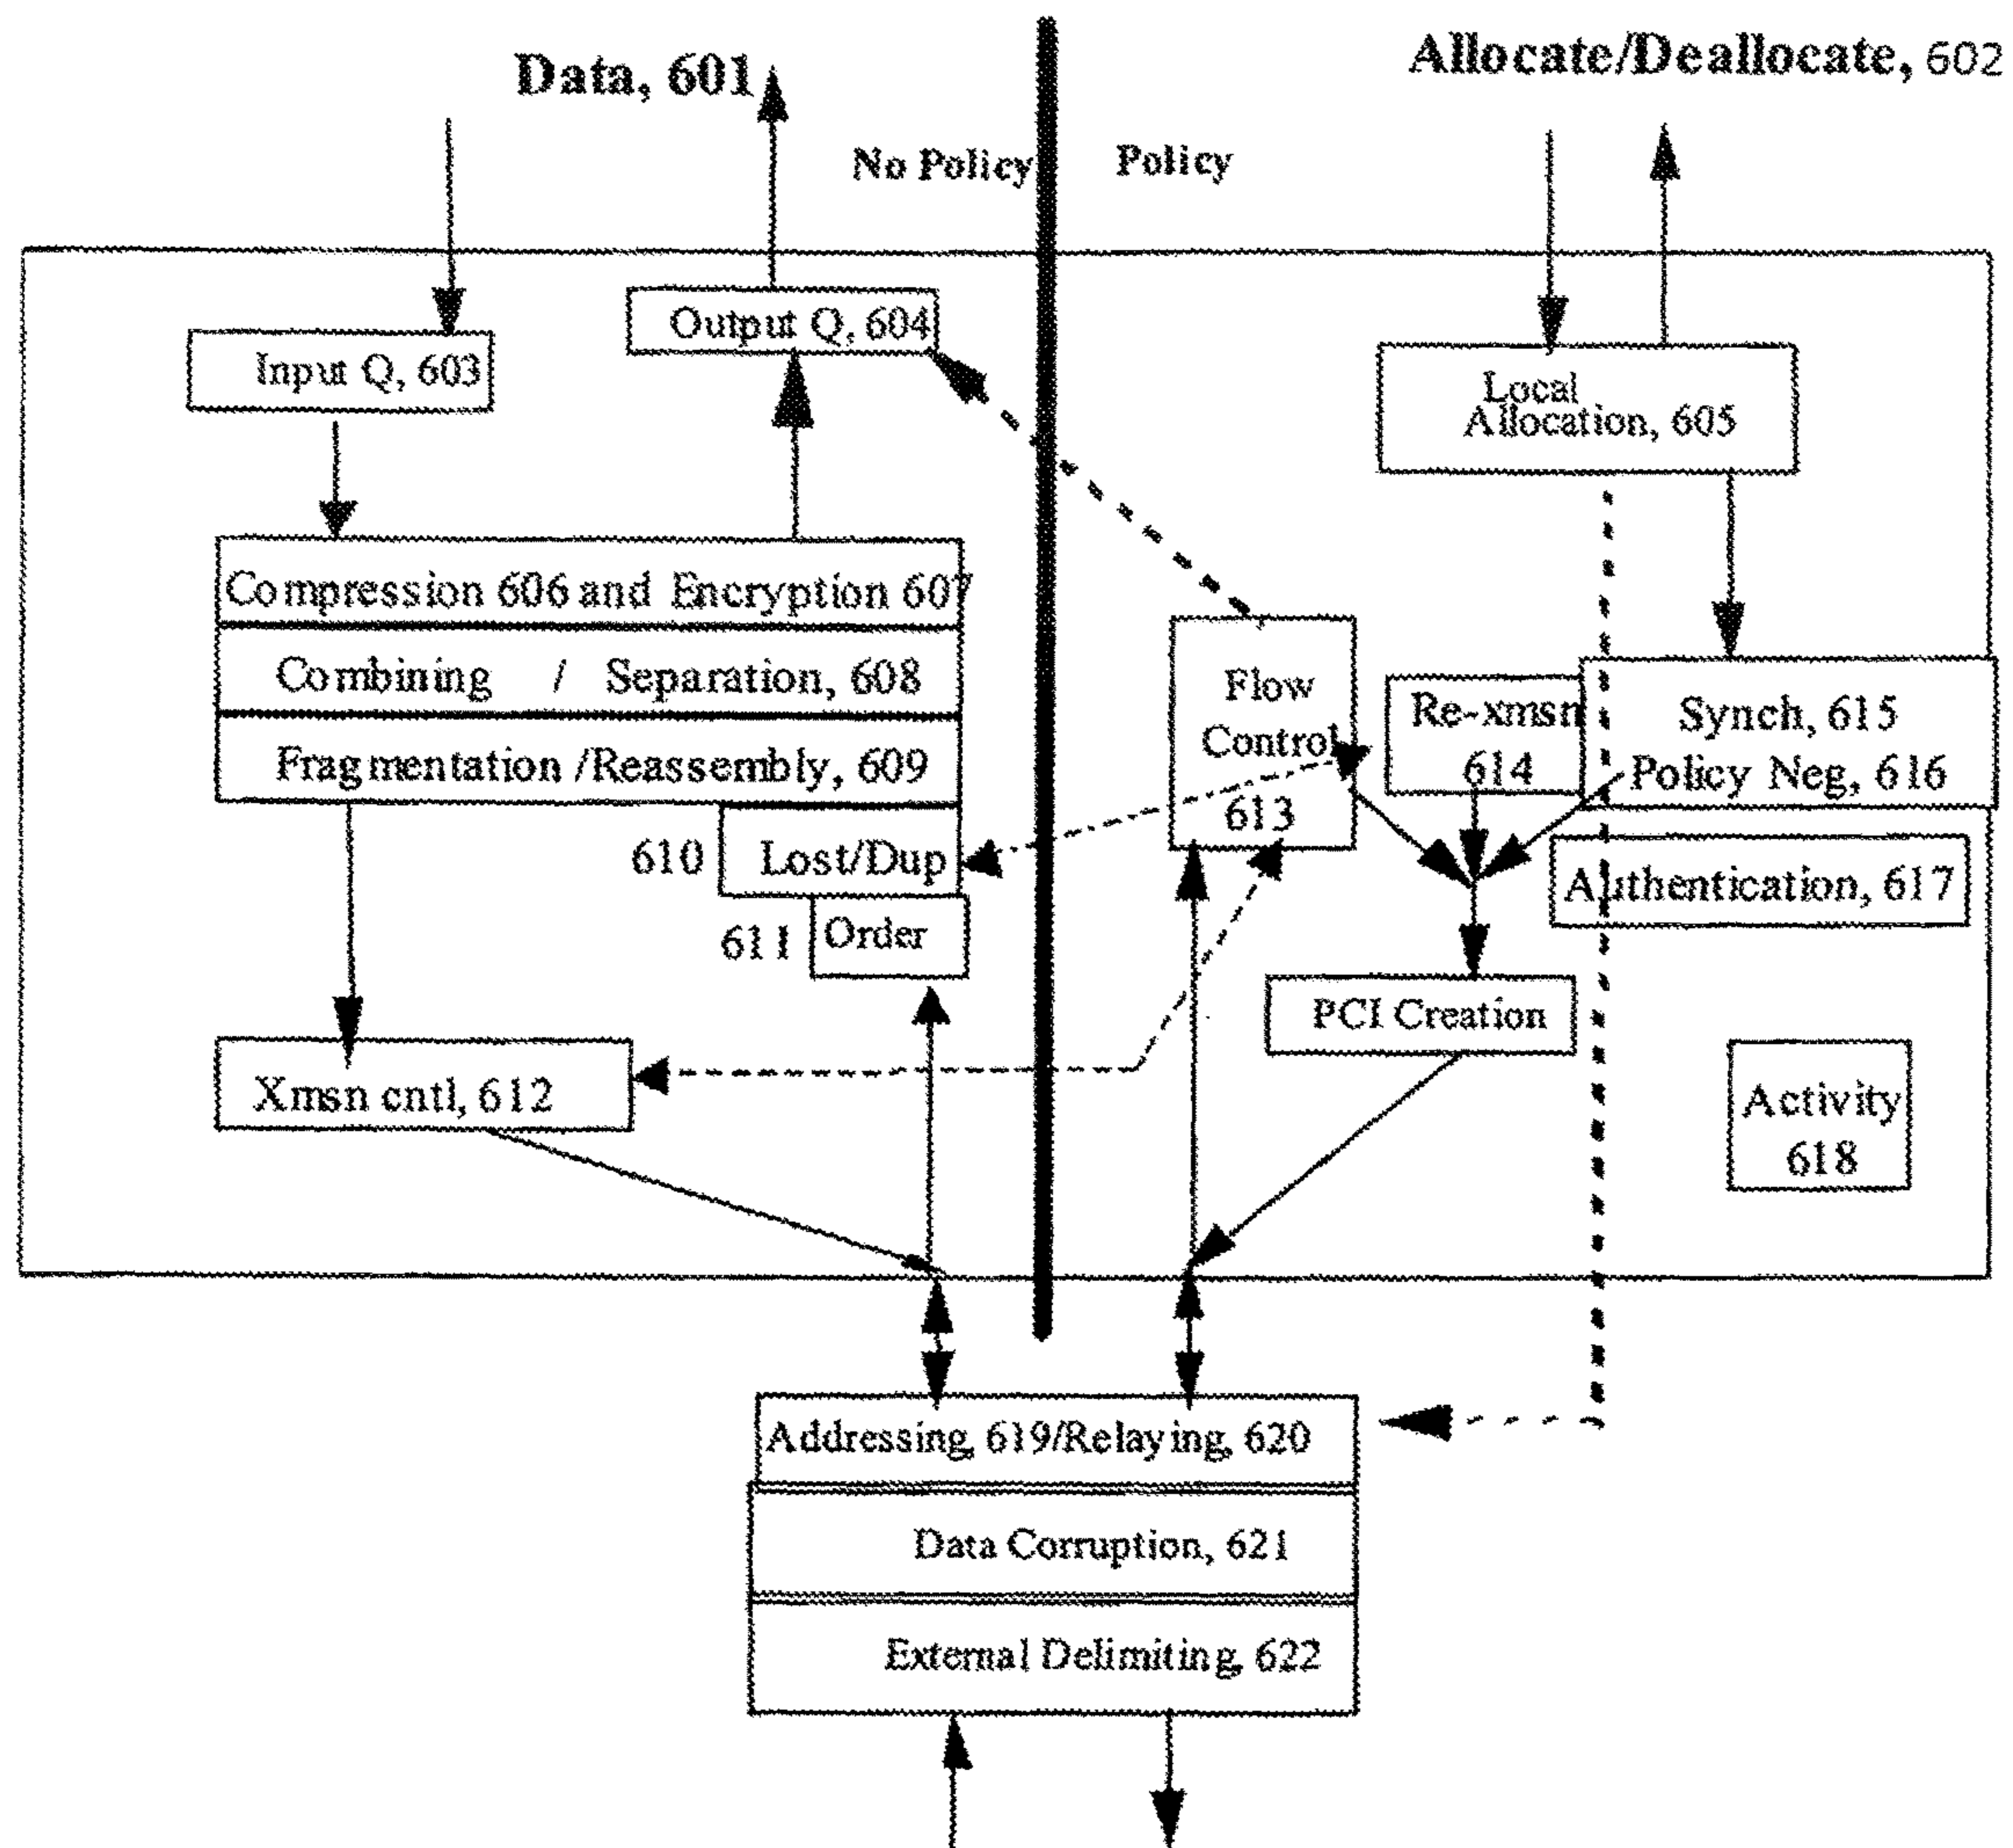 Data, 601
Allocate/Deallocate, 602
No Policy
Policy
Output Q, 604
Input Q, 603
Local
Allocation, 605
Compression 606 and Encryption 607
Combining / Separation, 608
Fragmentation /Reassembly, 609
610
Lost/Dup
611
Order
Flow
Control
613
Re-xmsn
614
Synch, 615
Policy Neg, 616
Authentication, 617
PCI Creation
Xmsn cntl, 612
Activity
618
Addressing, 619/Relaying, 620
Data Corruption, 621
External Delimiting, 622